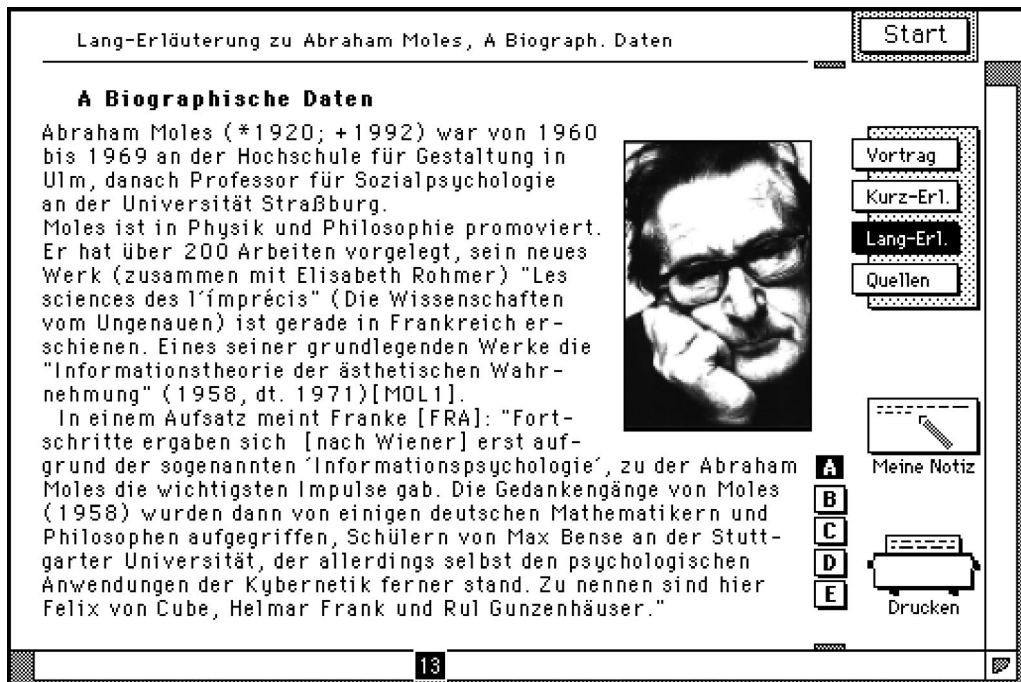 Lang-Erläuterung zu Abraham Moles, A Biograph. Daten
Start
A Biographische Daten
Abraham Moles (*1920; +1992) war von 1960
bis 1969 an der Hochschule für Gestaltung in
Ulm, danach Professor für Sozialpsychologie
an der Universität Straßburg.
Moles ist in Physik und Philosophie promoviert.
Er hat über 200 Arbeiten vorgelegt, sein neues
Werk (zusammen mit Elisabeth Rohmer) "Les
sciences des l´ímprécis" (Die Wissenschaften
vom Ungenauen) ist gerade in Frankreich er-
schienen. Eines seiner grundlegenden Werke die
"Informationstheorie der ästhetischen Wahr-
nehmung" (1958, dt. 1971)[MOL1].
In einem Aufsatz meint Franke [FRA]: "Fort-
schritte ergaben sich [nach Wiener] erst auf-
grund der sogenannten ´Informationspsychologie´, zu der Abraham
Moles die wichtigsten Impulse gab. Die Gedankengänge von Moles
(1958) wurden dann von einigen deutschen Mathematikern und
Philosophen aufgegriffen, Schülern von Max Bense an der Stutt-
garter Universität, der allerdings selbst den psychologischen
Anwendungen der Kybernetik ferner stand. Zu nennen sind hier
Felix von Cube, Helmar Frank und Rul Gunzenhäuser."
Vortrag
Kurz-Erl.
Lang-Erl.
Quellen
Meine Notiz
A
B
C
D
E
Drucken
13